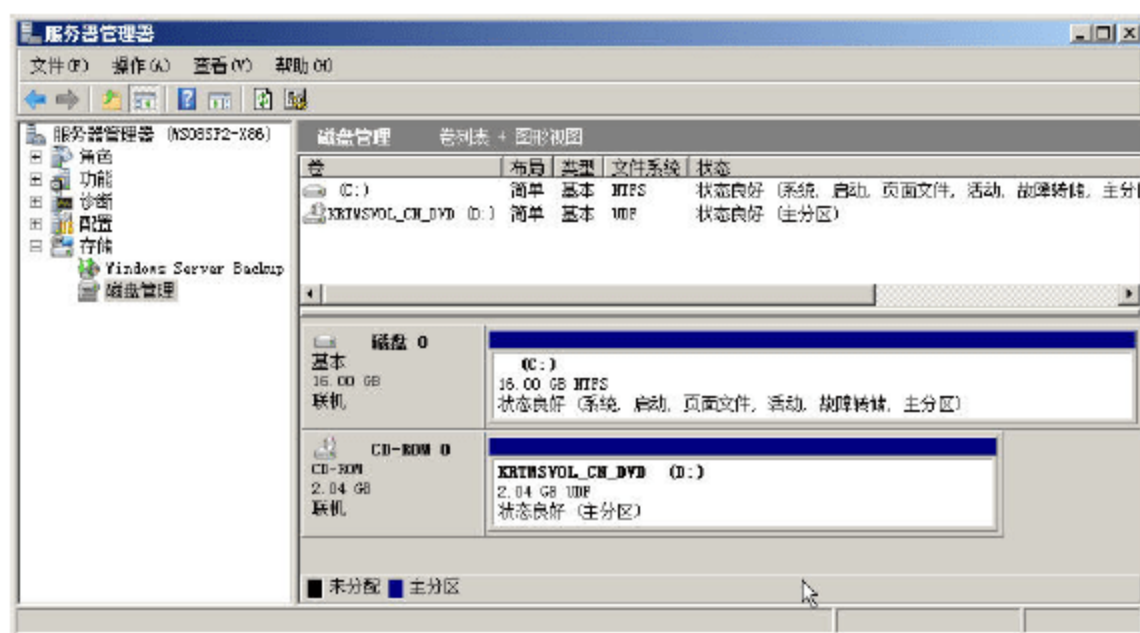 服务器管理器
文件(F) 操作(A) 查看(V) 帮助(H)
服务器管理器 (WS08SP2-X86)
角色
功能
诊断
配置
存储
Windows Server Backup
磁盘管理
磁盘管理 卷列表 + 图形视图
卷 布局 类型 文件系统 状态
(C:) 简单 基本 NTFS 状态良好 (系统, 启动, 页面文件, 活动, 故障转储, 主分
KRTMSVOL_CN_DVD (D:) 简单 基本 UDF 状态良好 (主分区)
磁盘 0
基本
16.00 GB
联机
(C:)
16.00 GB NTFS
状态良好 (系统, 启动, 页面文件, 活动, 故障转储, 主分区)
CD-ROM 0
CD-ROM
2.04 GB
联机
KRTMSVOL_CN_DVD (D:)
2.04 GB UDF
状态良好 (主分区)
未分配 主分区